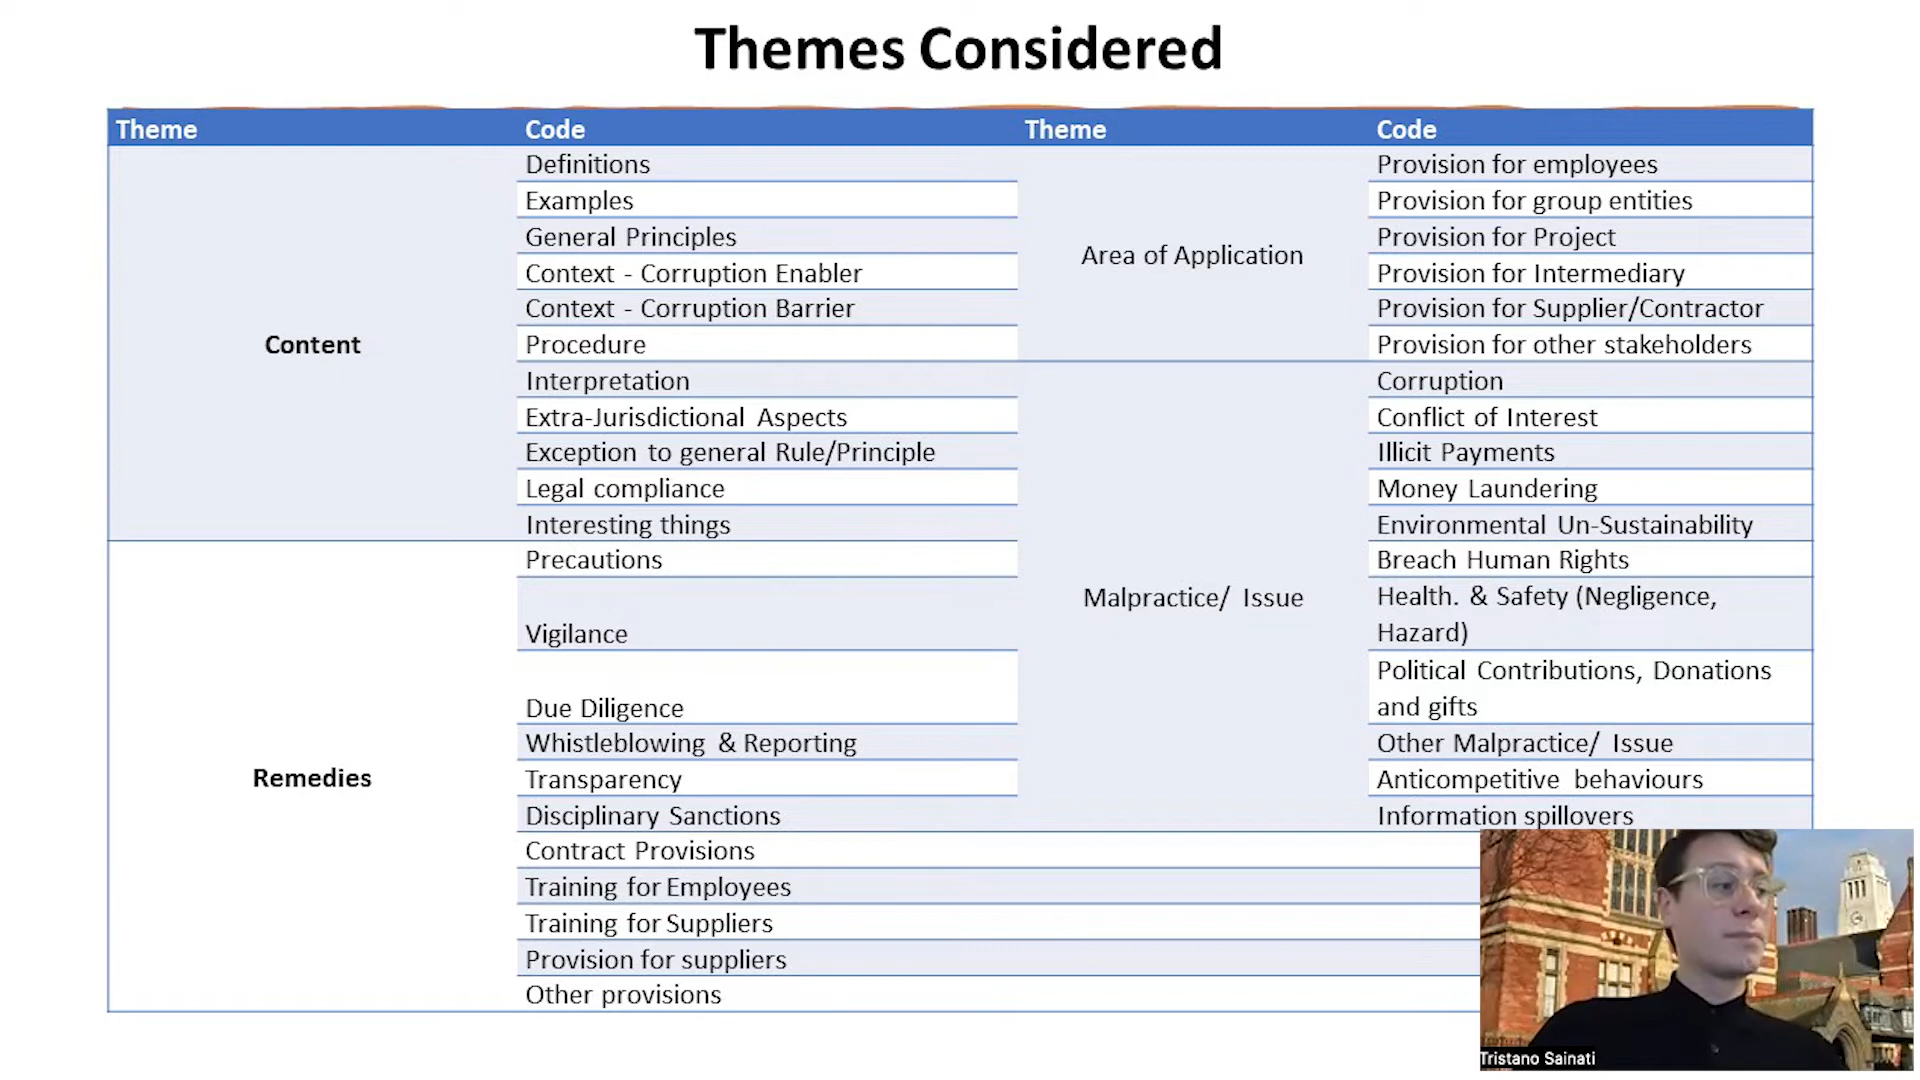 Themes Considered
Theme Code Theme Code
Content
Definitions
Examples
General Principles
Context - Corruption Enabler
Context - Corruption Barrier
Procedure
Interpretation
Extra-Jurisdictional Aspects
Exception to general Rule/Principle
Legal compliance
Interesting things
Remedies
Precautions
Vigilance
Due Diligence
Whistleblowing & Reporting
Transparency
Disciplinary Sanctions
Contract Provisions
Training for Employees
Training for Suppliers
Provision for suppliers
Other provisions
Area of Application
Provision for employees
Provision for group entities
Provision for Project
Provision for Intermediary
Provision for Supplier/Contractor
Provision for other stakeholders
Malpractice/ Issue
Corruption
Conflict of Interest
Illicit Payments
Money Laundering
Environmental Un-Sustainability
Breach Human Rights
Health. & Safety (Negligence,
Hazard)
Political Contributions, Donations
and gifts
Other Malpractice/ Issue
Anticompetitive behaviours
Information spillovers
Tristano Sainati